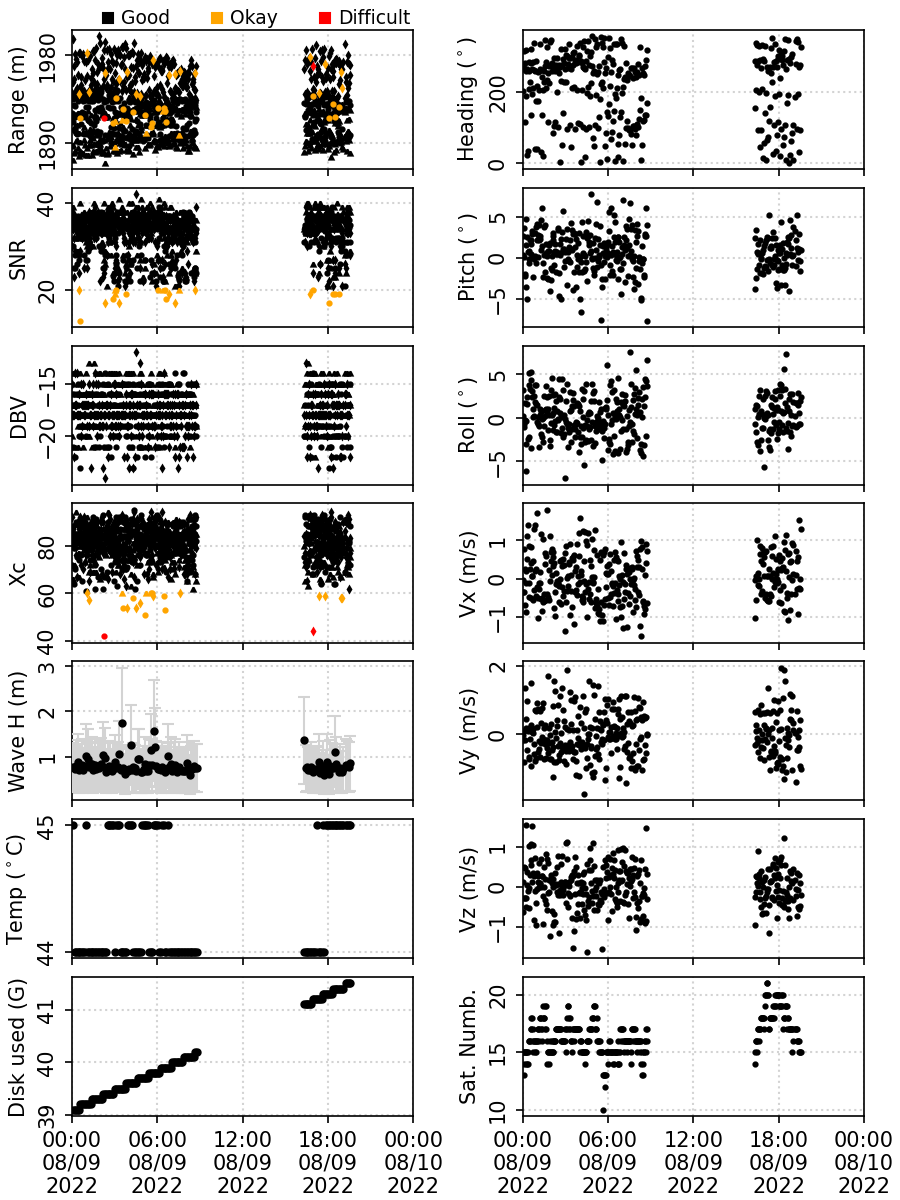 Good Okay Difficult
Range (m) 1980 1890
Heading (°) 200 0
SNR 40 20
Pitch (°) 5 0 −5
DBV −15 −20
Roll (°) 5 0 −5
Xc 80 60 40
Vx (m/s) 1 0 −1
Wave H (m) 3 2 1
Vy (m/s) 2 0
Temp (°C) 45 44
Vz (m/s) 1 0 −1
Disk used (G) 41 40 39
Sat. Numb. 20 15 10
00:00 06:00 12:00 18:00 00:00 00:00 06:00 12:00 18:00 00:00
08/09 08/09 08/09 08/09 08/10 08/09 08/09 08/09 08/09 08/10
2022 2022 2022 2022 2022 2022 2022 2022 2022 2022